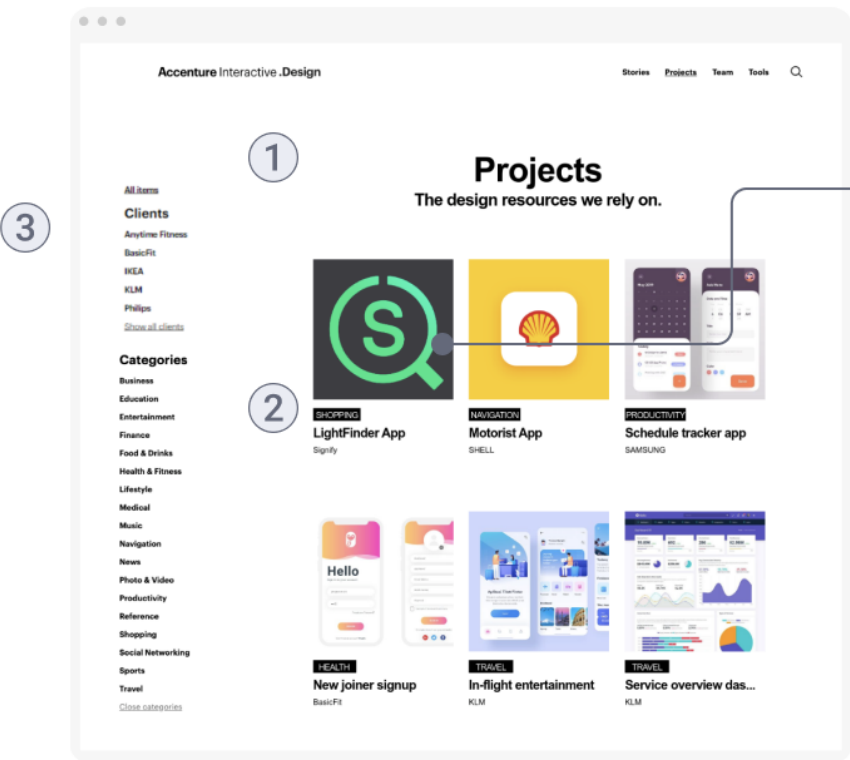 Accenture Interactive .Design
Stories Projects Team Tools
1
Projects
The design resources we rely on.
3
All items
Clients
Anytime Fitness
BasicFit
IKEA
KLM
Philips
Show all clients
Categories
Business
Education
Entertainment
Finance
Food & Drinks
Health & Fitness
Lifestyle
Medical
Music
Navigation
News
Photo & Video
Productivity
Reference
Shopping
Social Networking
Sports
Travel
Close categories
2
S
SHOPPING
LightFinder App
Signify
NAVIGATION
Motorist App
SHELL
PRODUCTIVITY
Schedule tracker app
SAMSUNG
Hello
HEALTH
New joiner signup
BasicFit
TRAVEL
In-flight entertainment
KLM
TRAVEL
Service overview das...
KLM